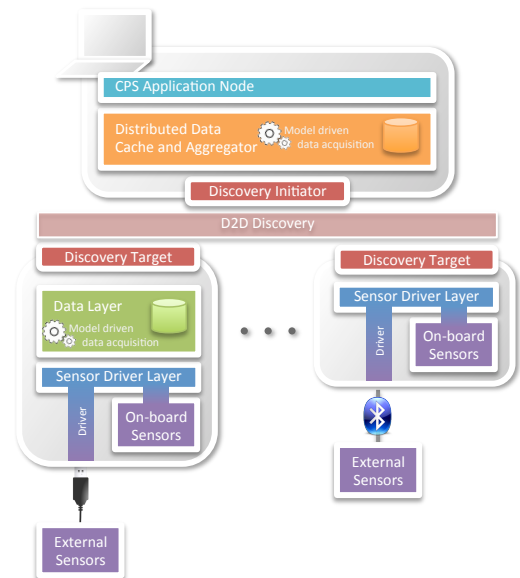 CPS Application Node
Distributed Data
Cache and Aggregator
Model driven
data acquisition
Discovery Initiator
D2D Discovery
Discovery Target
Data Layer
Model driven
data acquisition
Sensor Driver Layer
Driver
On-board
Sensors
External
Sensors
Discovery Target
Sensor Driver Layer
Driver
On-board
Sensors
External
Sensors